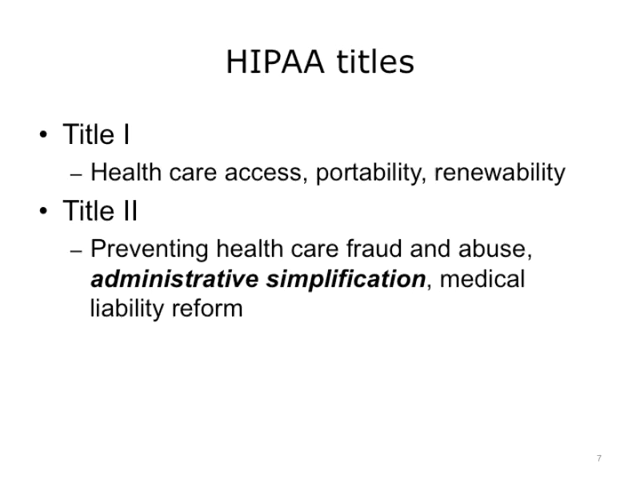 HIPAA titles
• Title I
– Health care access, portability, renewability
• Title II
– Preventing health care fraud and abuse,
administrative simplification, medical
liability reform
7